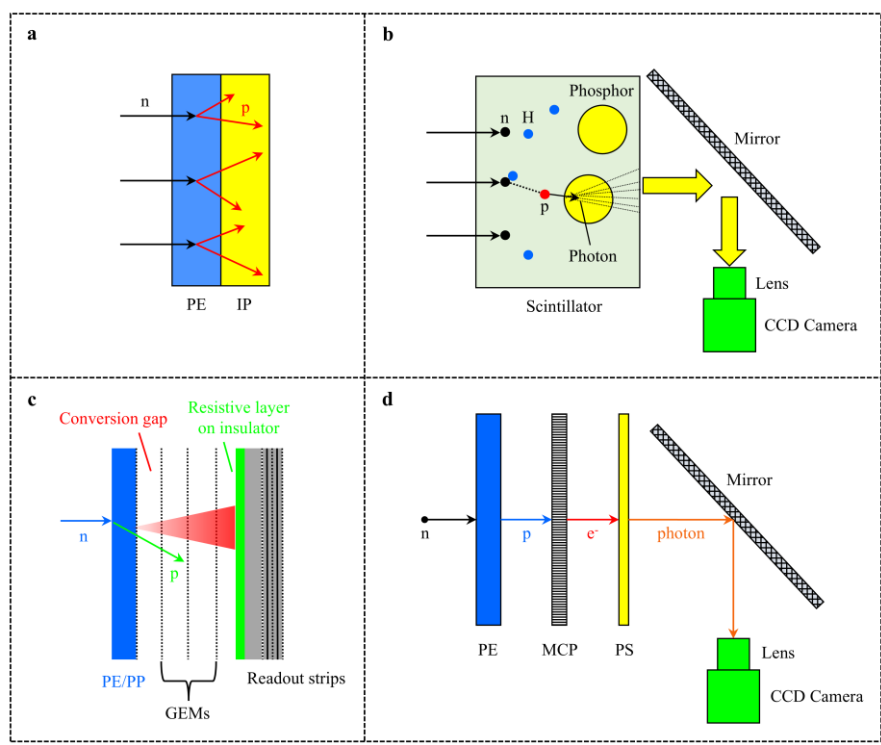 a
n
p
PE
IP
b
Phosphor
n
H
p
Photon
Scintillator
Mirror
Lens
CCD Camera
c
Conversion gap
Resistive layer
on insulator
n
p
PE/PP
GEMs
Readout strips
d
n
p
e-
photon
PE
MCP
PS
Mirror
Lens
CCD Camera